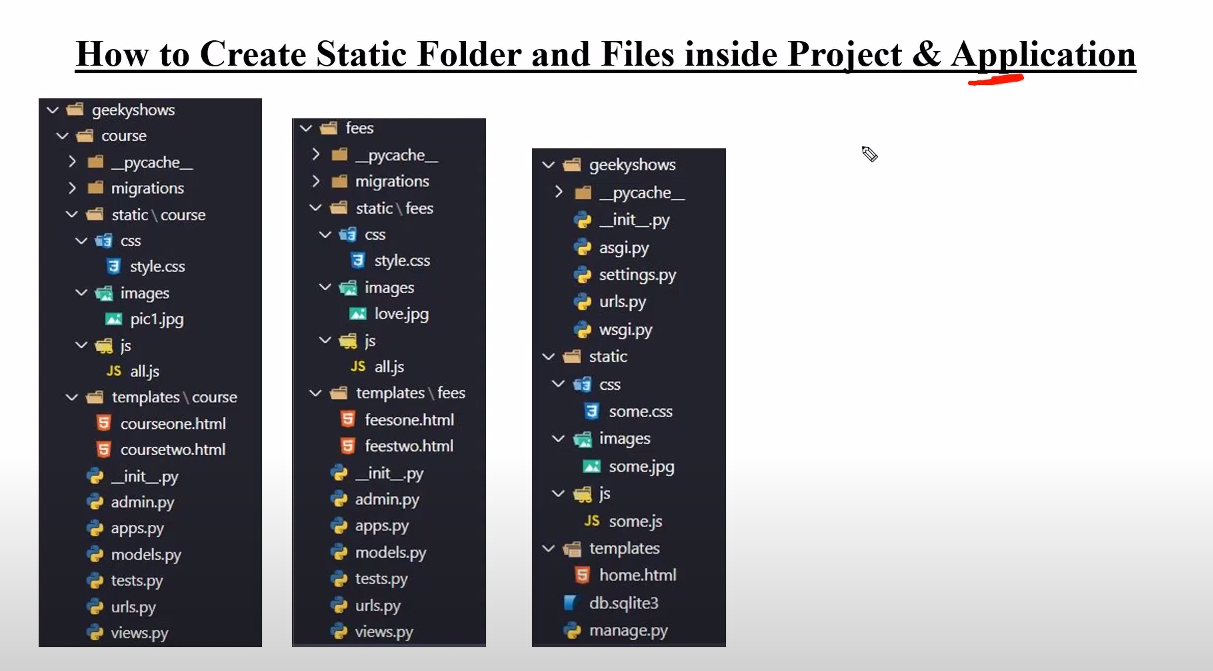 How to Create Static Folder and Files inside Project & Application
geekyshows
course
__pycache__
migrations
static\course
css
style.css
images
pic1.jpg
js
JS all.js
templates\course
courseone.html
coursetwo.html
__init__.py
admin.py
apps.py
models.py
tests.py
urls.py
views.py
fees
__pycache__
migrations
static\fees
css
style.css
images
love.jpg
js
JS all.js
templates\fees
feesone.html
feestwo.html
__init__.py
admin.py
apps.py
models.py
tests.py
urls.py
views.py
geekyshows
__pycache__
__init__.py
asgi.py
settings.py
urls.py
wsgi.py
static
css
some.css
images
some.jpg
js
JS some.js
templates
home.html
db.sqlite3
manage.py